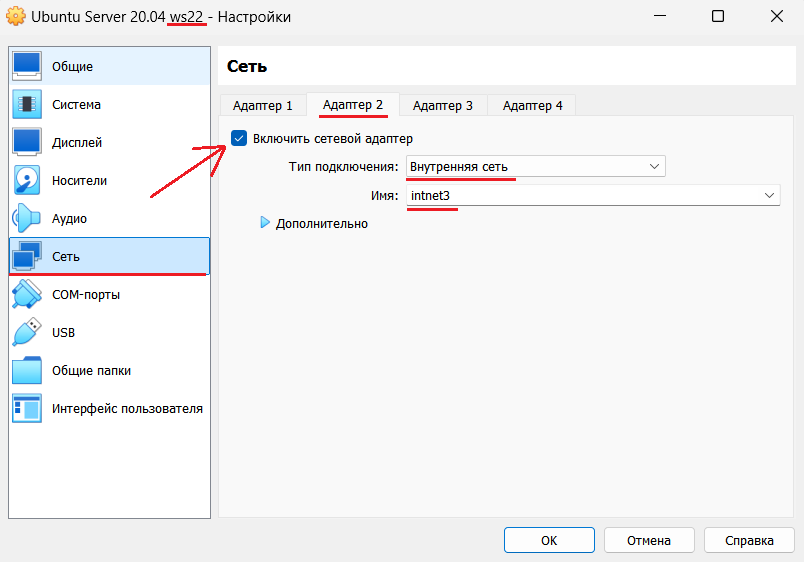 Ubuntu Server 20.04 ws22 - Настройки
Общие
Система
Дисплей
Носители
Аудио
Сеть
COM-порты
USB
Общие папки
Интерфейс пользователя
Сеть
Адаптер 1 Адаптер 2 Адаптер 3 Адаптер 4
Включить сетевой адаптер
Тип подключения: Внутренняя сеть
Имя: intnet3
Дополнительно
OK Отмена Справка